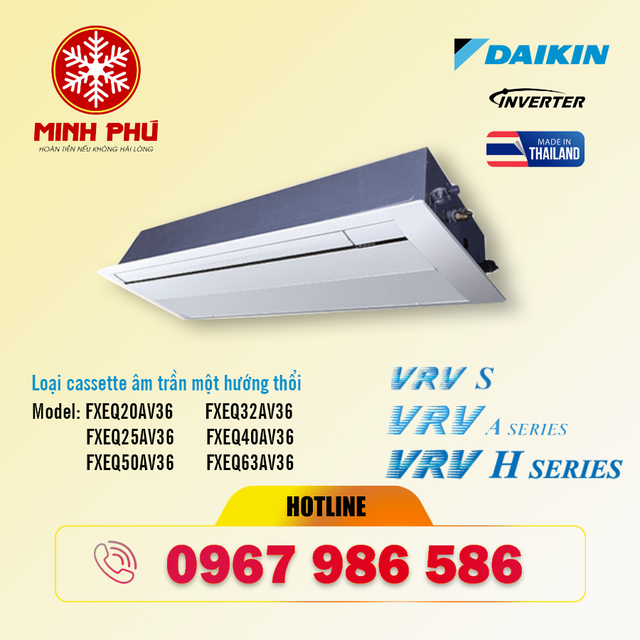 MINH PHÚ
HOÀN TIỀN NẾU KHÔNG HÀI LÒNG
DAIKIN
INVERTER
MADE IN
THAILAND
Loại cassette âm trần một hướng thổi
Model: FXEQ20AV36 FXEQ32AV36
FXEQ25AV36 FXEQ40AV36
FXEQ50AV36 FXEQ63AV36
VRV S
VRV A SERIES
VRV H SERIES
HOTLINE
0967 986 586